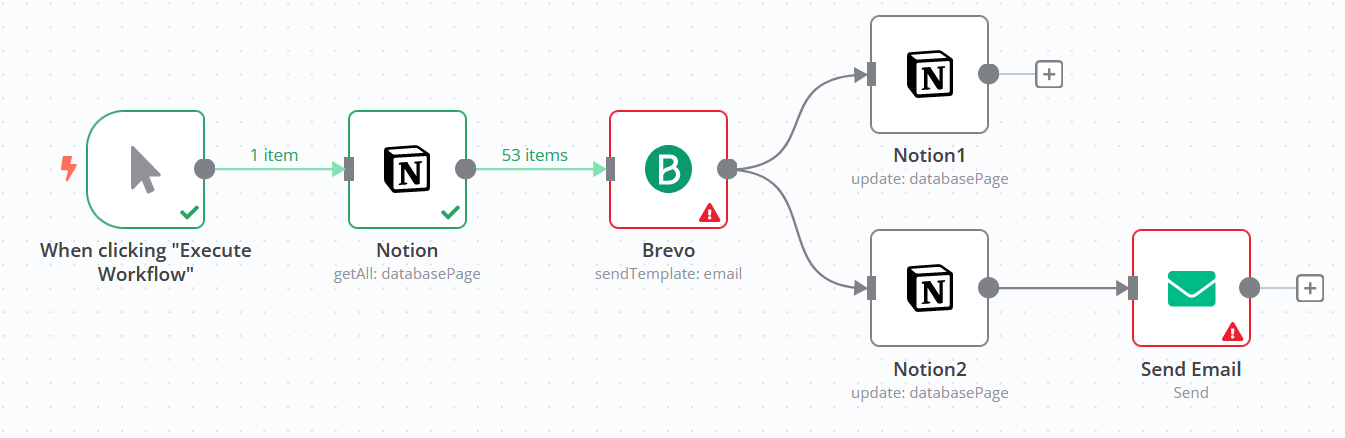 Notion1
update: databasePage
1 item
53 items
When clicking "Execute
Workflow"
Notion
getAll: databasePage
Brevo
sendTemplate: email
Notion2
update: databasePage
Send Email
Send